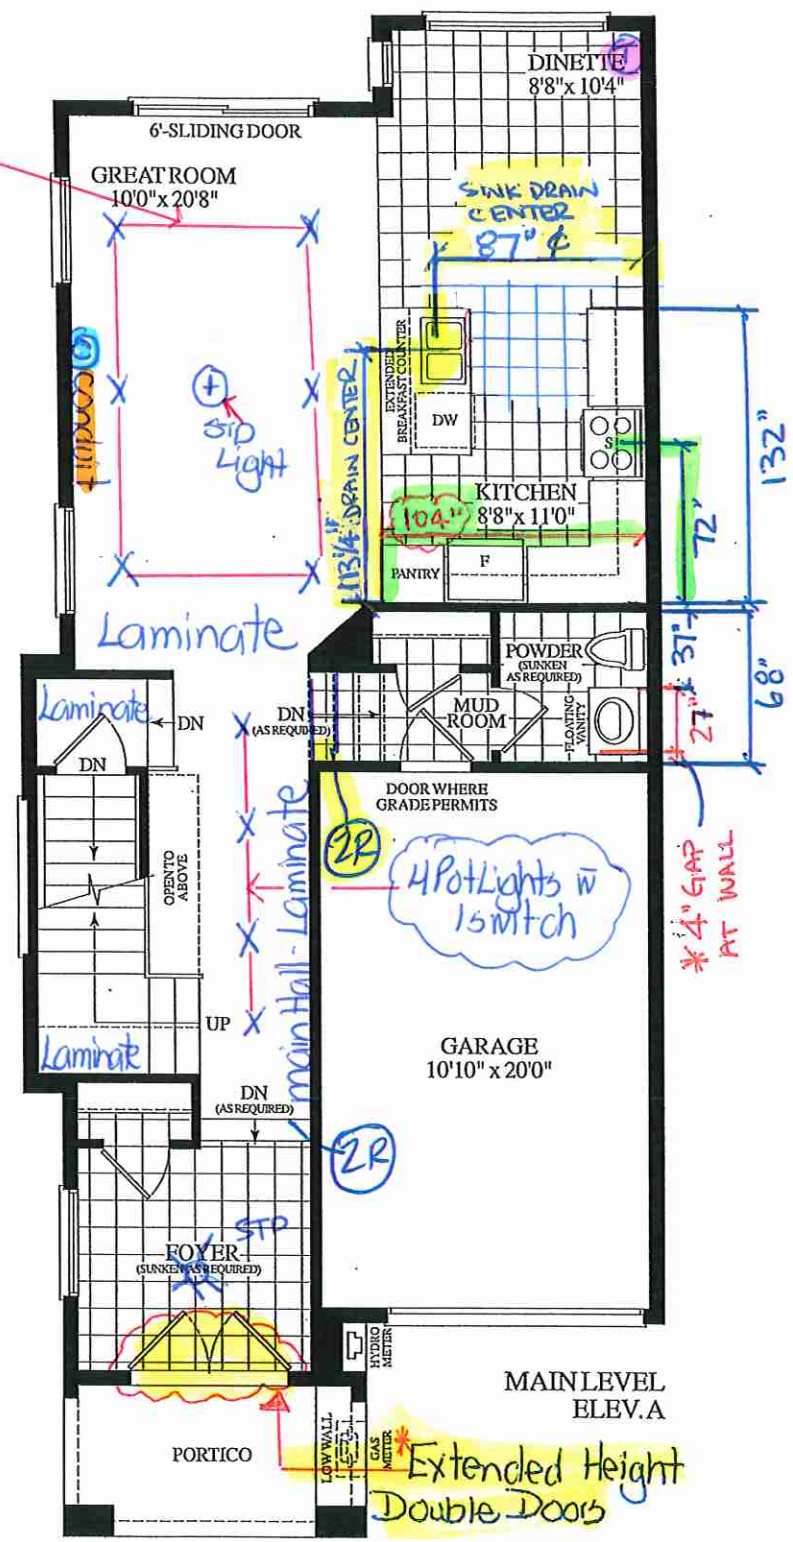 DINETTE
8'8"x 10'4"
6'-SLIDING DOOR
GREAT ROOM
10'0"x 20'8"
SINK DRAIN
CENTER
87" ₵
EXTENDED
BREAKFAST COUNTER
DW
STD
Light
113 1/4" DRAIN CENTER
S
132"
72"
KITCHEN
8'8"x 11'0"
104"
PANTRY
F
Laminate
POWDER
(SUNKEN
AS REQUIRED)
37"
68"
27"
Laminate
DN
DN
DN
(AS REQUIRED)
MUD
ROOM
FLOATING
VANITY
DOOR WHERE
GRADE PERMITS
OPEN TO
ABOVE
2R
4 Pot Lights w
1 switch
* 4" GAP
AT WALL
main Hall - Laminate
UP
Laminate
GARAGE
10'10" x 20'0"
DN
(AS REQUIRED)
2R
STD
FOYER
(SUNKEN AS REQUIRED)
HYDRO
METER
MAIN LEVEL
ELEV. A
PORTICO
LOW WALL
GAS
METER
* Extended Height
Double Doors